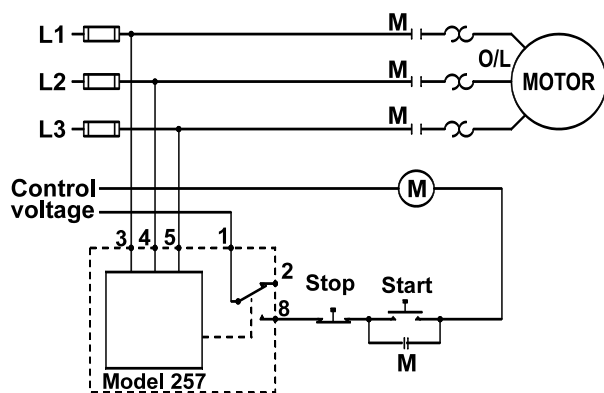 L1 M
L2 M O/L MOTOR
L3 M
Control
voltage M
3 4 5 1
2
8 Stop Start
M
Model 257